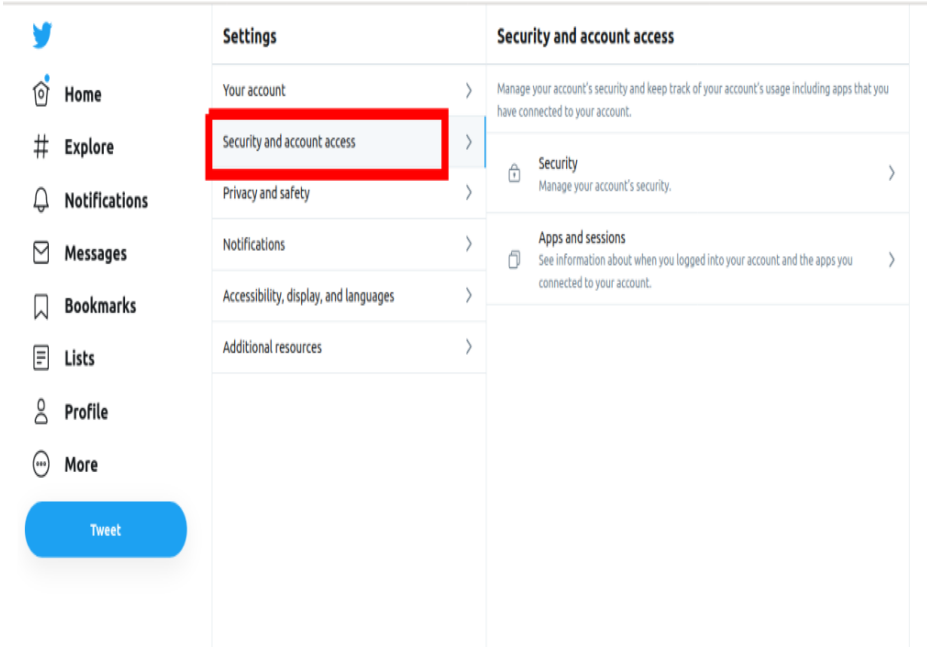 Home
Explore
Notifications
Messages
Bookmarks
Lists
Profile
More
Tweet
Settings
Your account
Security and account access
Privacy and safety
Notifications
Accessibility, display, and languages
Additional resources
Security and account access
Manage your account's security and keep track of your account's usage including apps that you
have connected to your account.
Security
Manage your account's security.
Apps and sessions
See information about when you logged into your account and the apps you
connected to your account.